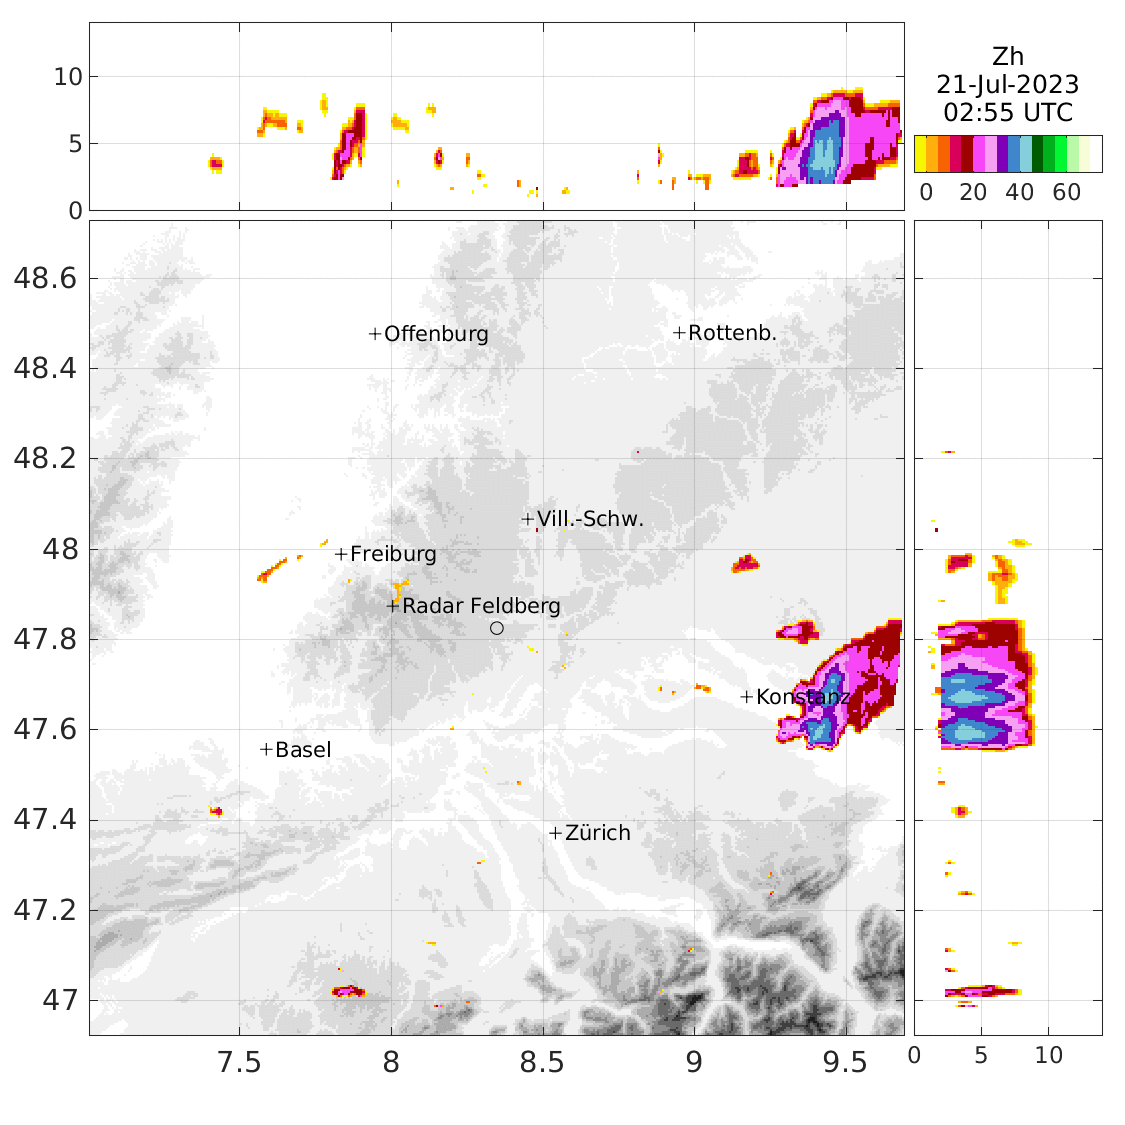 10
5
0
Zh
21-Jul-2023
02:55 UTC
0 20 40 60
48.6
48.4
48.2
48
47.8
47.6
47.4
47.2
47
+Offenburg
+Rottenb.
+Vill.-Schw.
+Freiburg
+Radar Feldberg
+Konstanz
+Basel
+Zürich
7.5 8 8.5 9 9.5
0 5 10